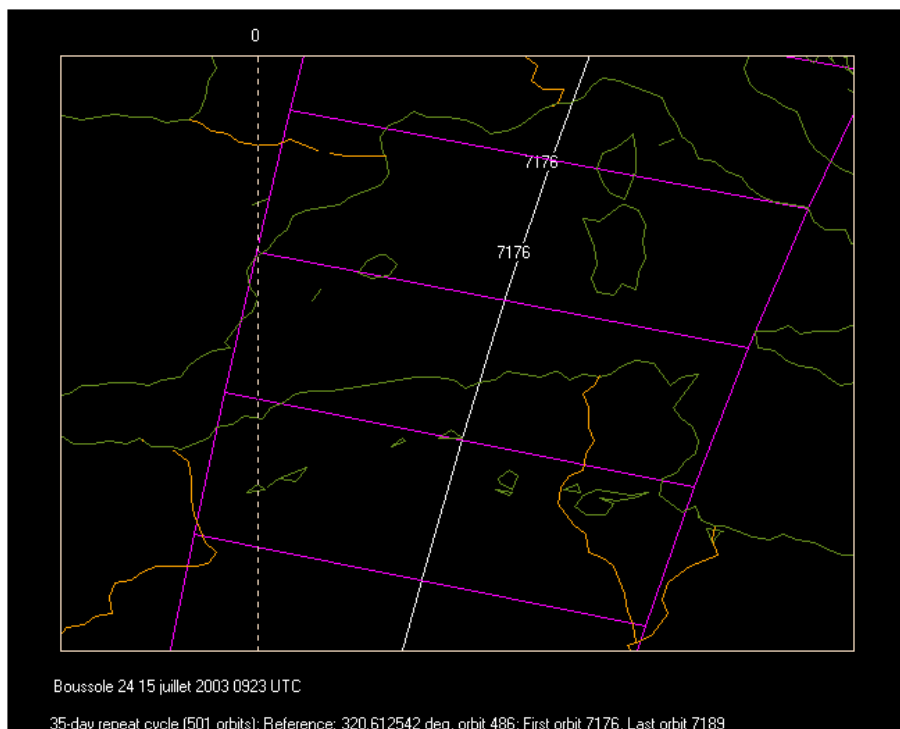 0
7176
7176
Boussole 24 15 juillet 2003 0923 UTC
35-day repeat cycle (501 orbits): Reference: 320.612542 deg. orbit 486: First orbit 7176, Last orbit 7189